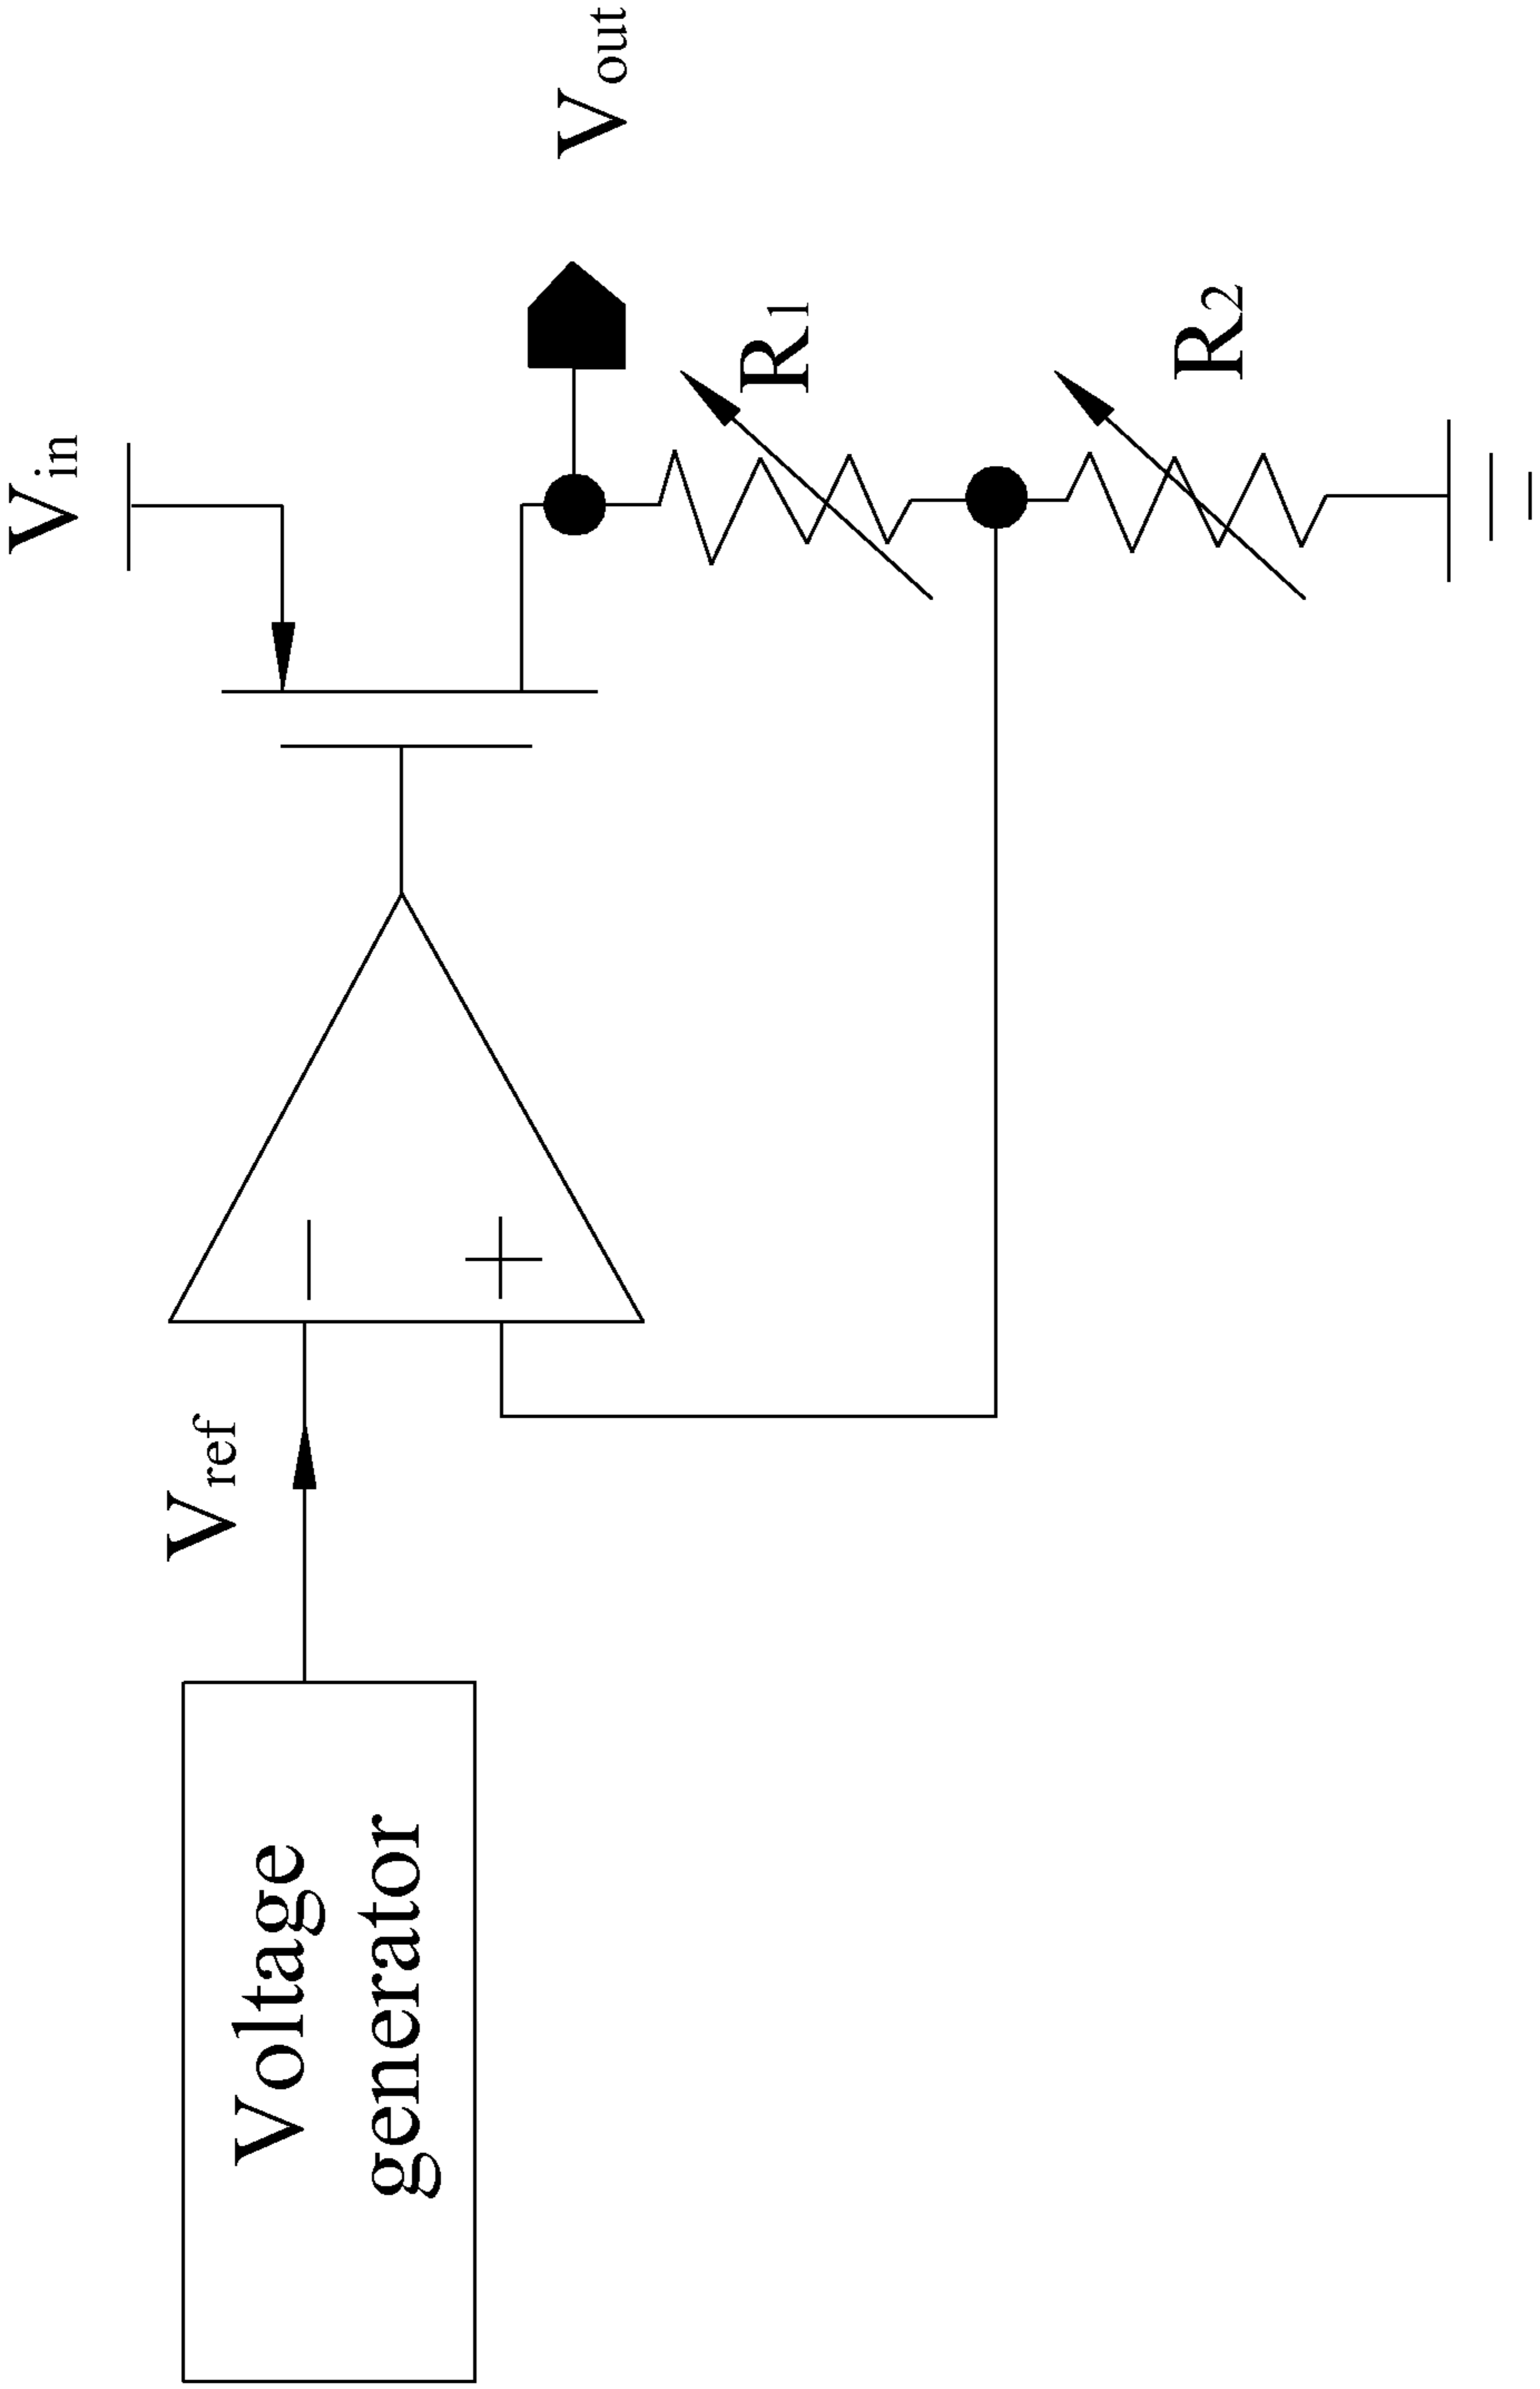 Voltage
generator
Vref
−
+
Vin
Vout
R1
R2